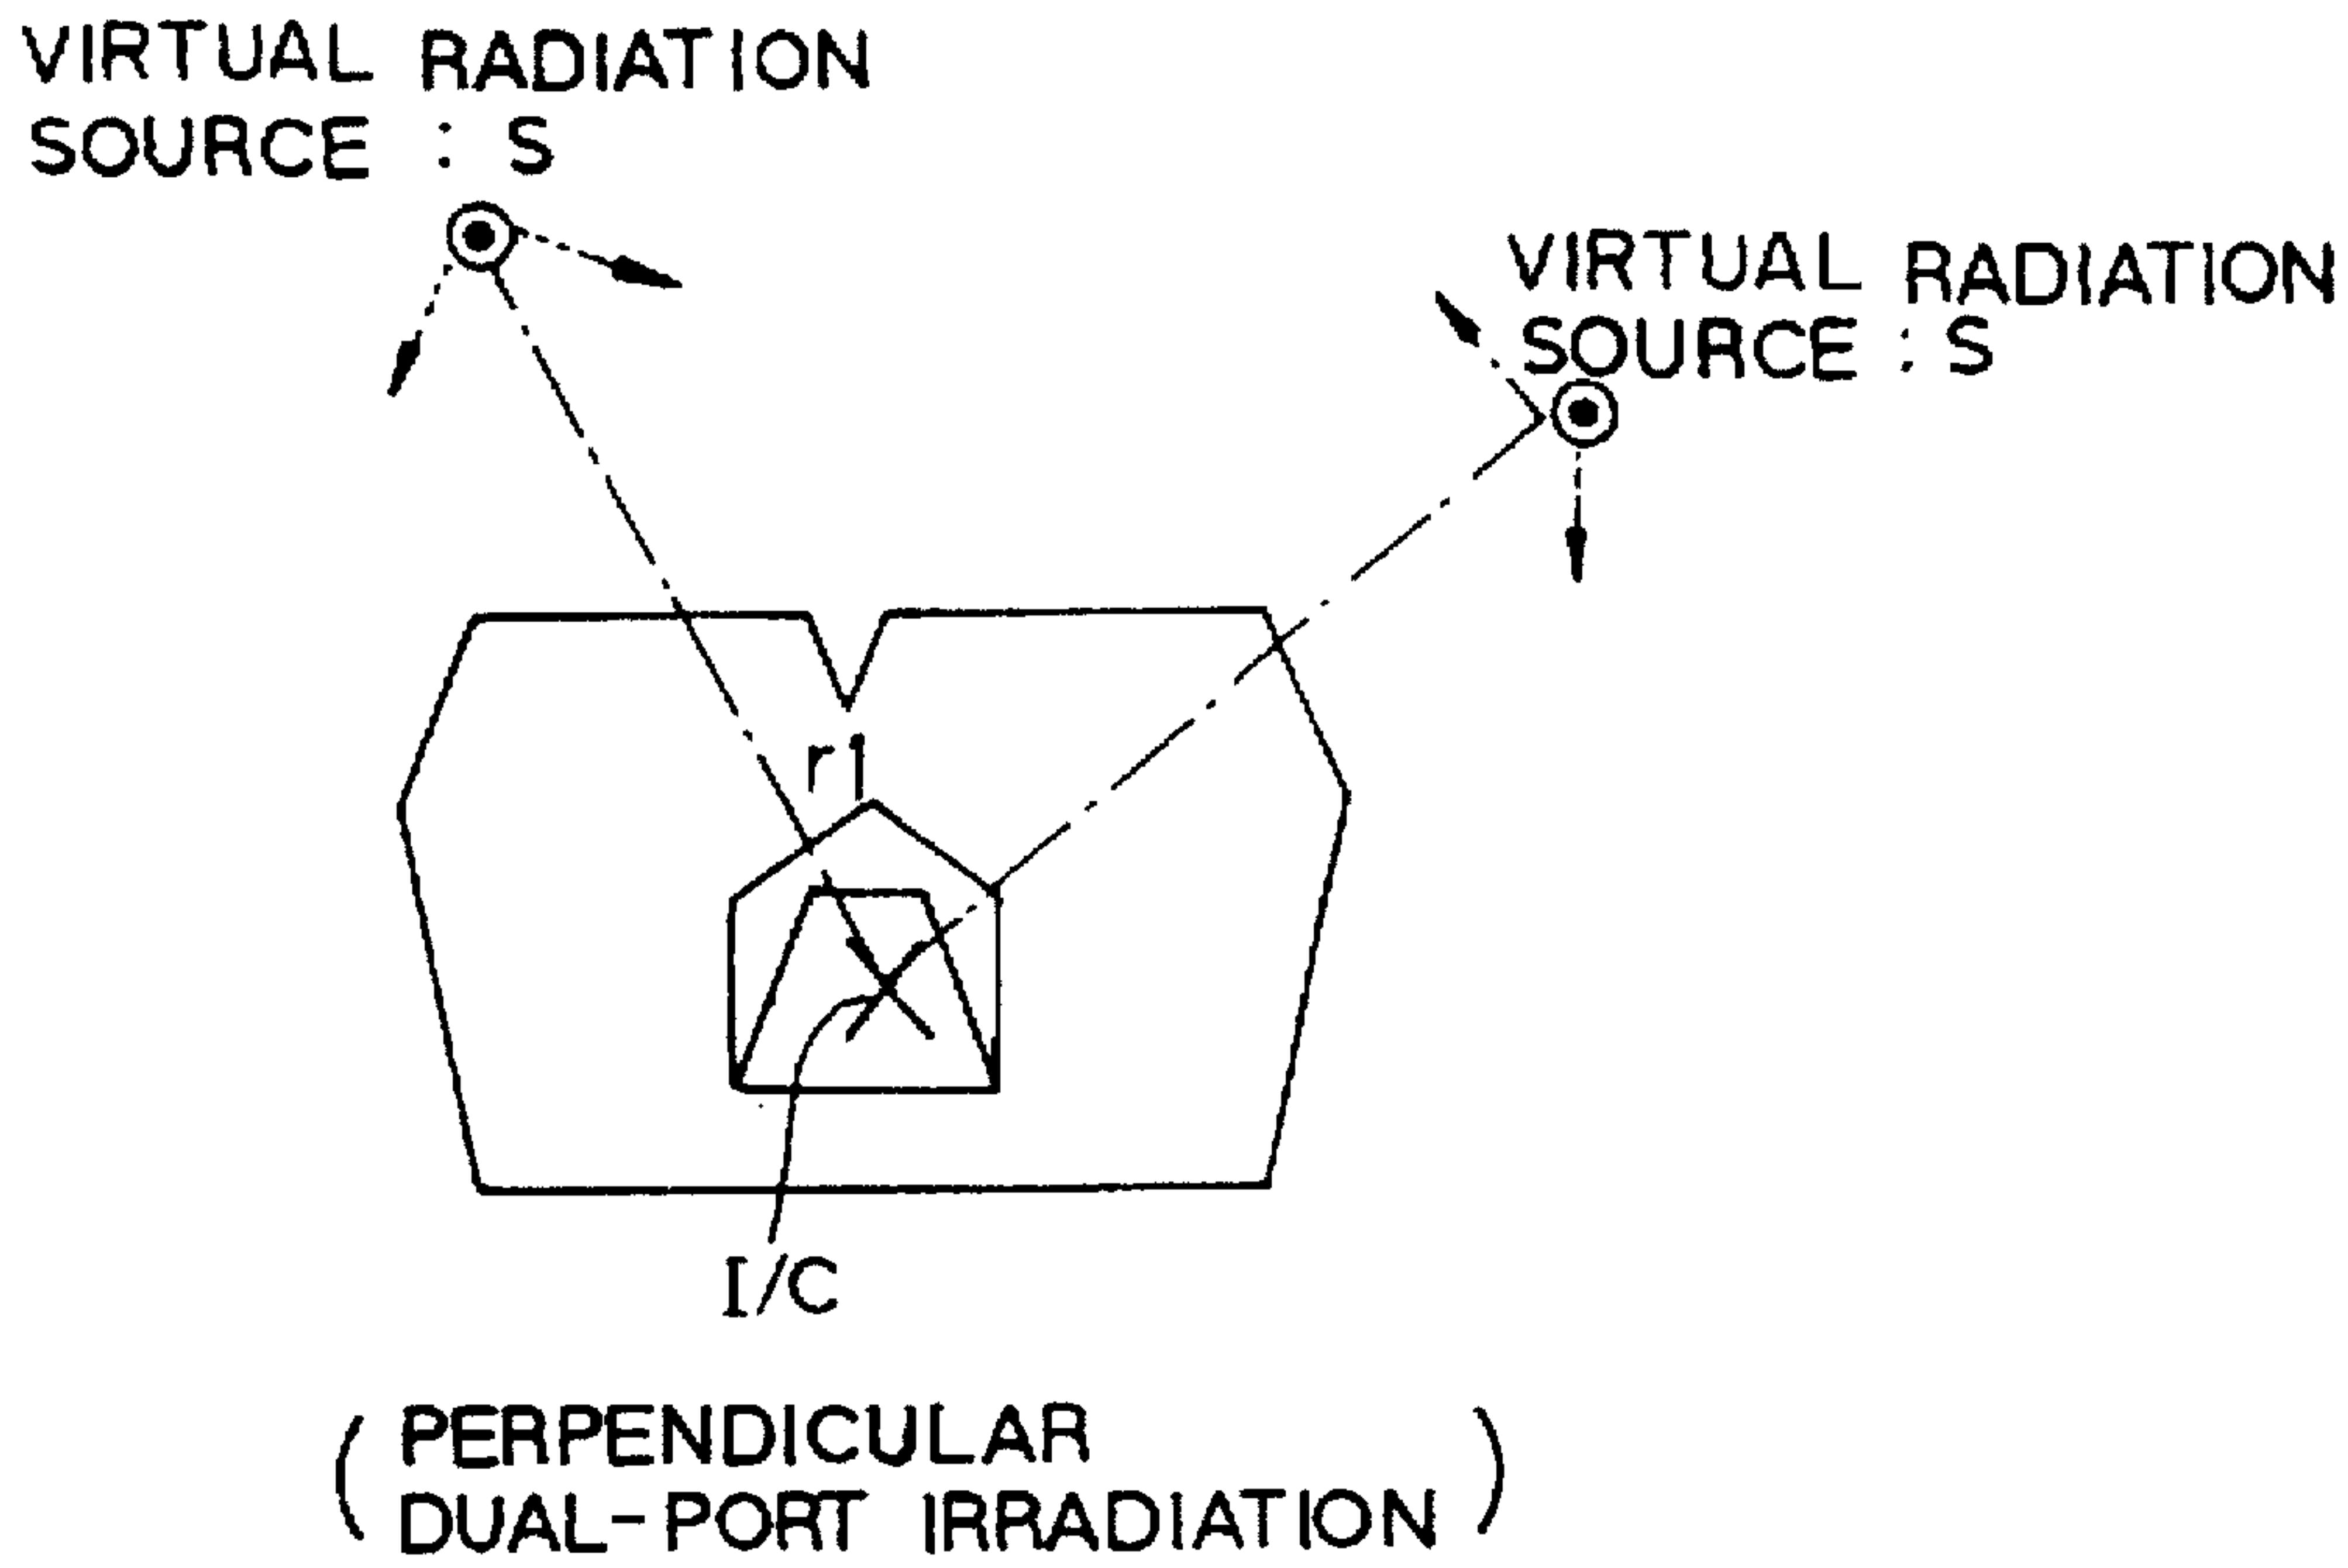 VIRTUAL RADIATION
SOURCE : S
VIRTUAL RADIATION
SOURCE : S
r1
I/C
( PERPENDICULAR
DUAL-PORT IRRADIATION )